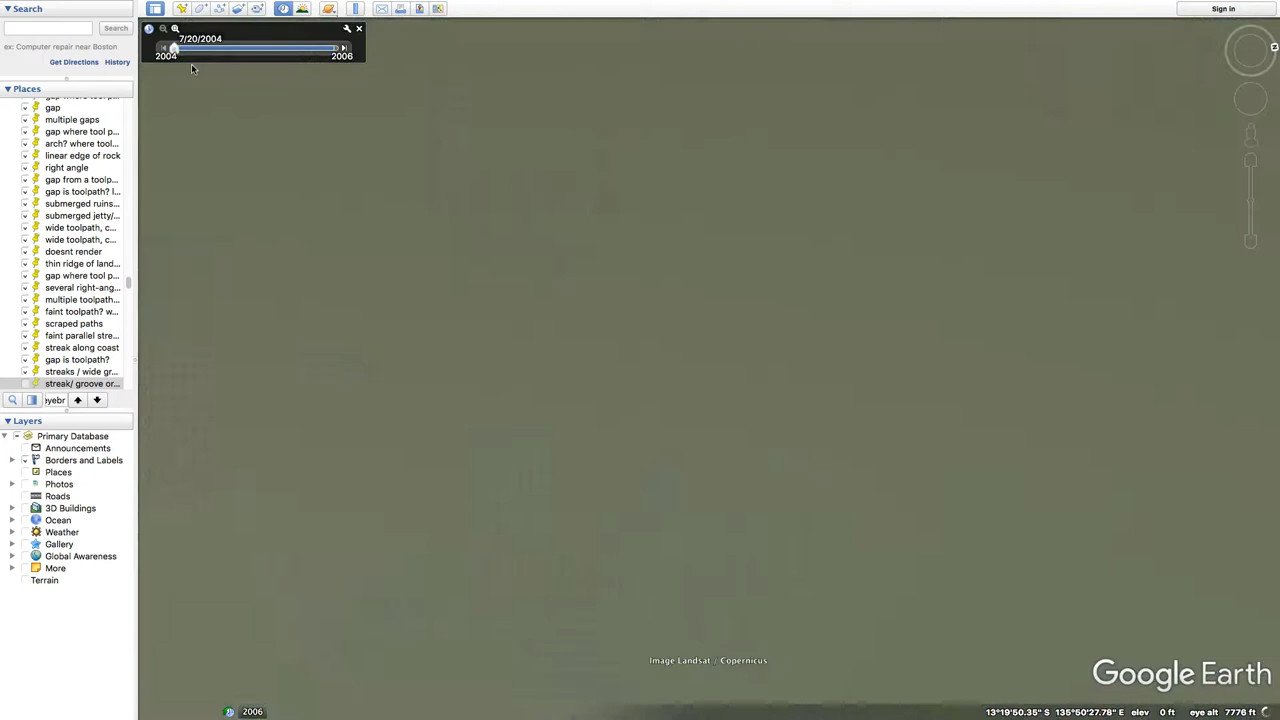 Search
Sign in
Search
ex: Computer repair near Boston
Get Directions History
7/20/2004
2004 2006
Places
gap
multiple gaps
gap where tool p...
arch? where tool...
linear edge of rock
right angle
gap from a toolp...
gap is toolpath? l...
submerged ruins...
submerged jetty/...
wide toolpath, c...
wide toolpath, c...
doesnt render
thin ridge of land...
gap where tool p...
several right-ang...
multiple toolpath...
faint toolpath? w...
scraped paths
faint parallel stre...
streak along coast
gap is toolpath?
streaks / wide gr...
streak/ groove or...
eyebr
Layers
Primary Database
Announcements
Borders and Labels
Places
Photos
Roads
3D Buildings
Ocean
Weather
Gallery
Global Awareness
More
Terrain
Image Landsat / Copernicus
Google Earth
2006
13°19'50.35" S 135°50'27.78" E elev 0 ft eye alt 7776 ft